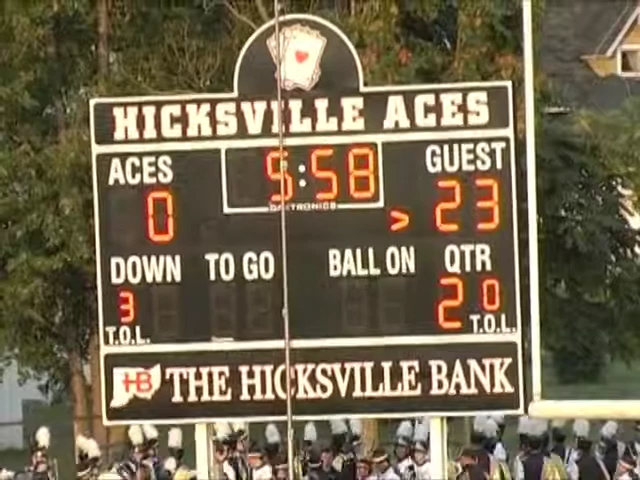 HICKSVILLE ACES
ACES 5:58 GUEST
DAKTRONICS
0 > 23
DOWN TO GO BALL ON QTR
3 2 0
T.O.L. T.O.L.
HB THE HICKSVILLE BANK